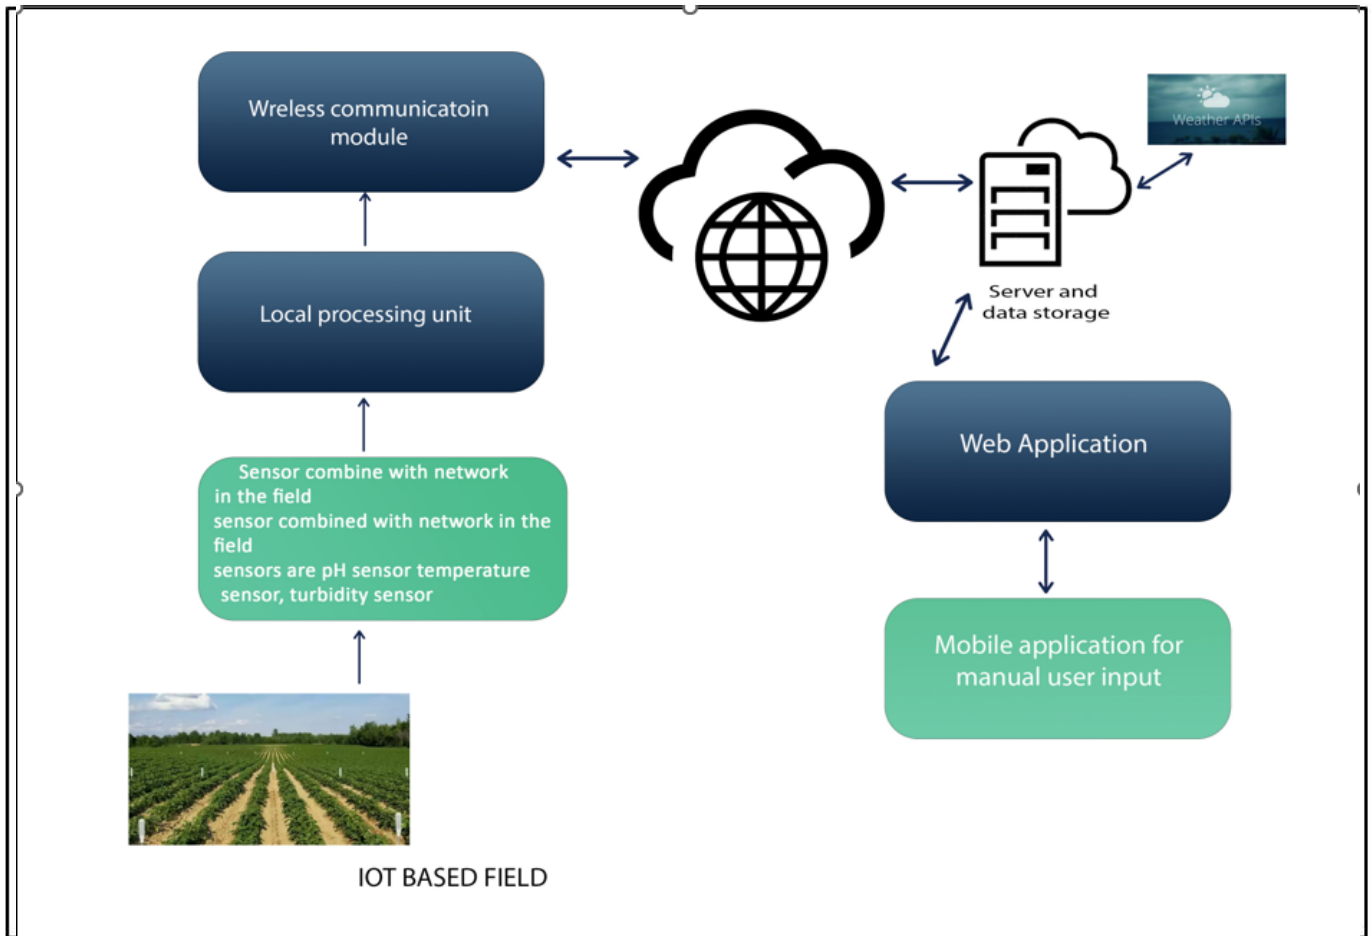 Wreless communicatoin
module
Local processing unit
Sensor combine with network
in the field
sensor combined with network in the
field
sensors are pH sensor temperature
sensor, turbidity sensor
IOT BASED FIELD
Weather APIs
Server and
data storage
Web Application
Mobile application for
manual user input